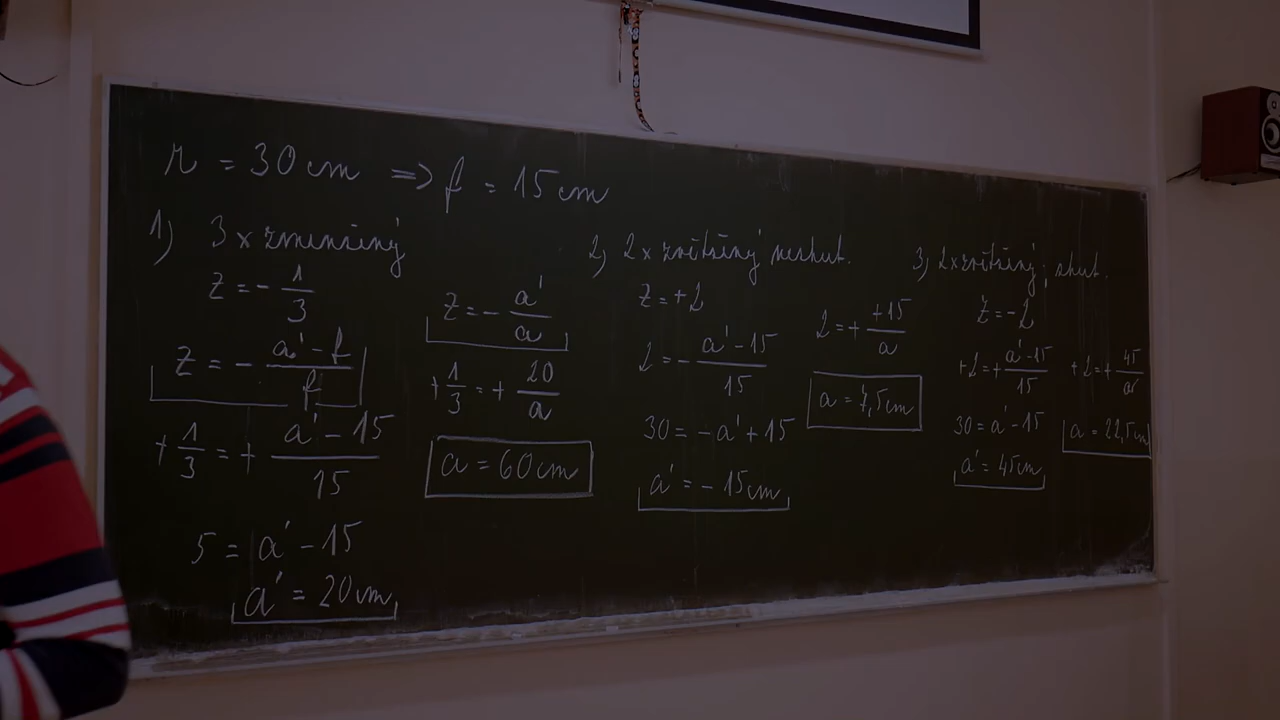 r = 30 cm => f = 15 cm
1) 3x zmenšený
Z = - 1/3
Z = - (a' - f)/f
+ 1/3 = + (a' - 15)/15
5 = a' - 15
a' = 20 cm
Z = - a'/a
+ 1/3 = + 20/a
a = 60 cm
2) 2x zvětšený neskut.
Z = +2
2 = - (a' - 15)/15
30 = -a' + 15
a' = - 15 cm
2 = + +15/a
a = 7,5 cm
3) 2x zvětšený, skut.
Z = -2
+2 = + (a' - 15)/15
30 = a' - 15
a' = 45 cm
+ 2 = + 45/a
a = 22,5 cm